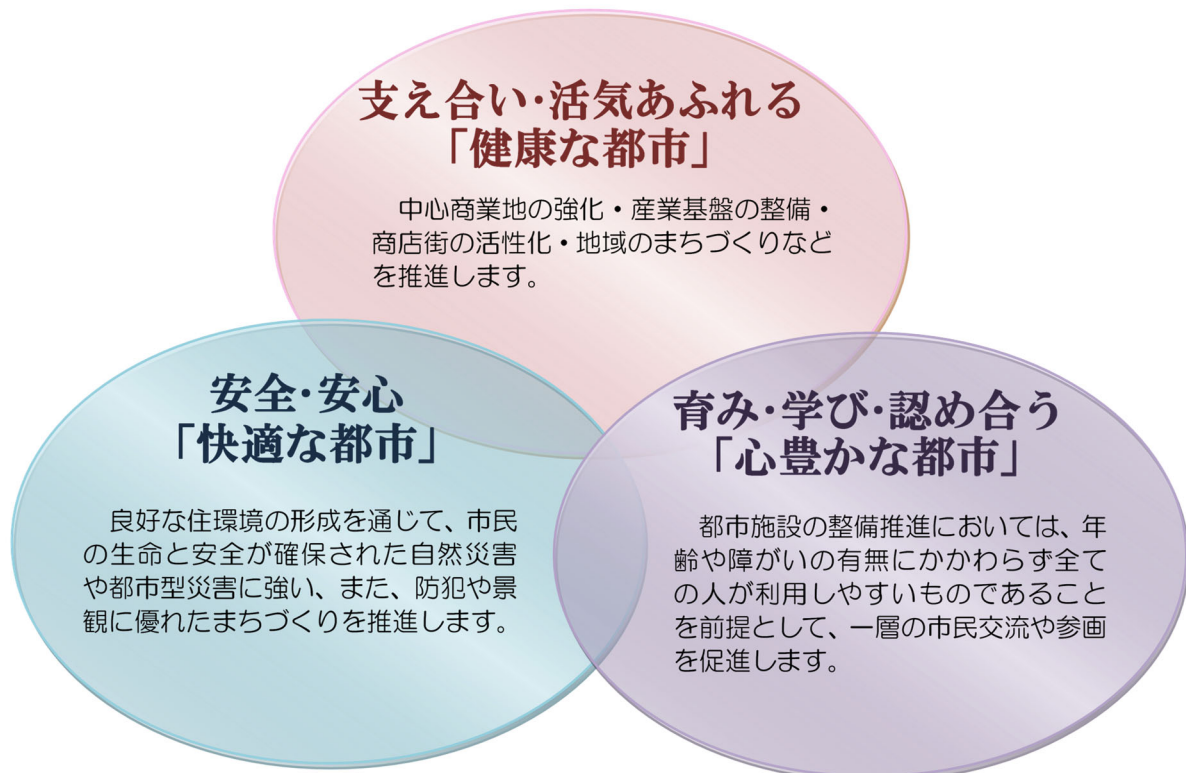 支え合い・活気あふれる
「健康な都市」
中心商業地の強化・産業基盤の整備・
商店街の活性化・地域のまちづくりなど
を推進します。
安全・安心
「快適な都市」
良好な住環境の形成を通じて、市民
の生命と安全が確保された自然災害
や都市型災害に強い、また、防犯や景
観に優れたまちづくりを推進します。
育み・学び・認め合う
「心豊かな都市」
都市施設の整備推進においては、年
齢や障がいの有無にかかわらず全て
の人が利用しやすいものであること
を前提として、一層の市民交流や参画
を促進します。